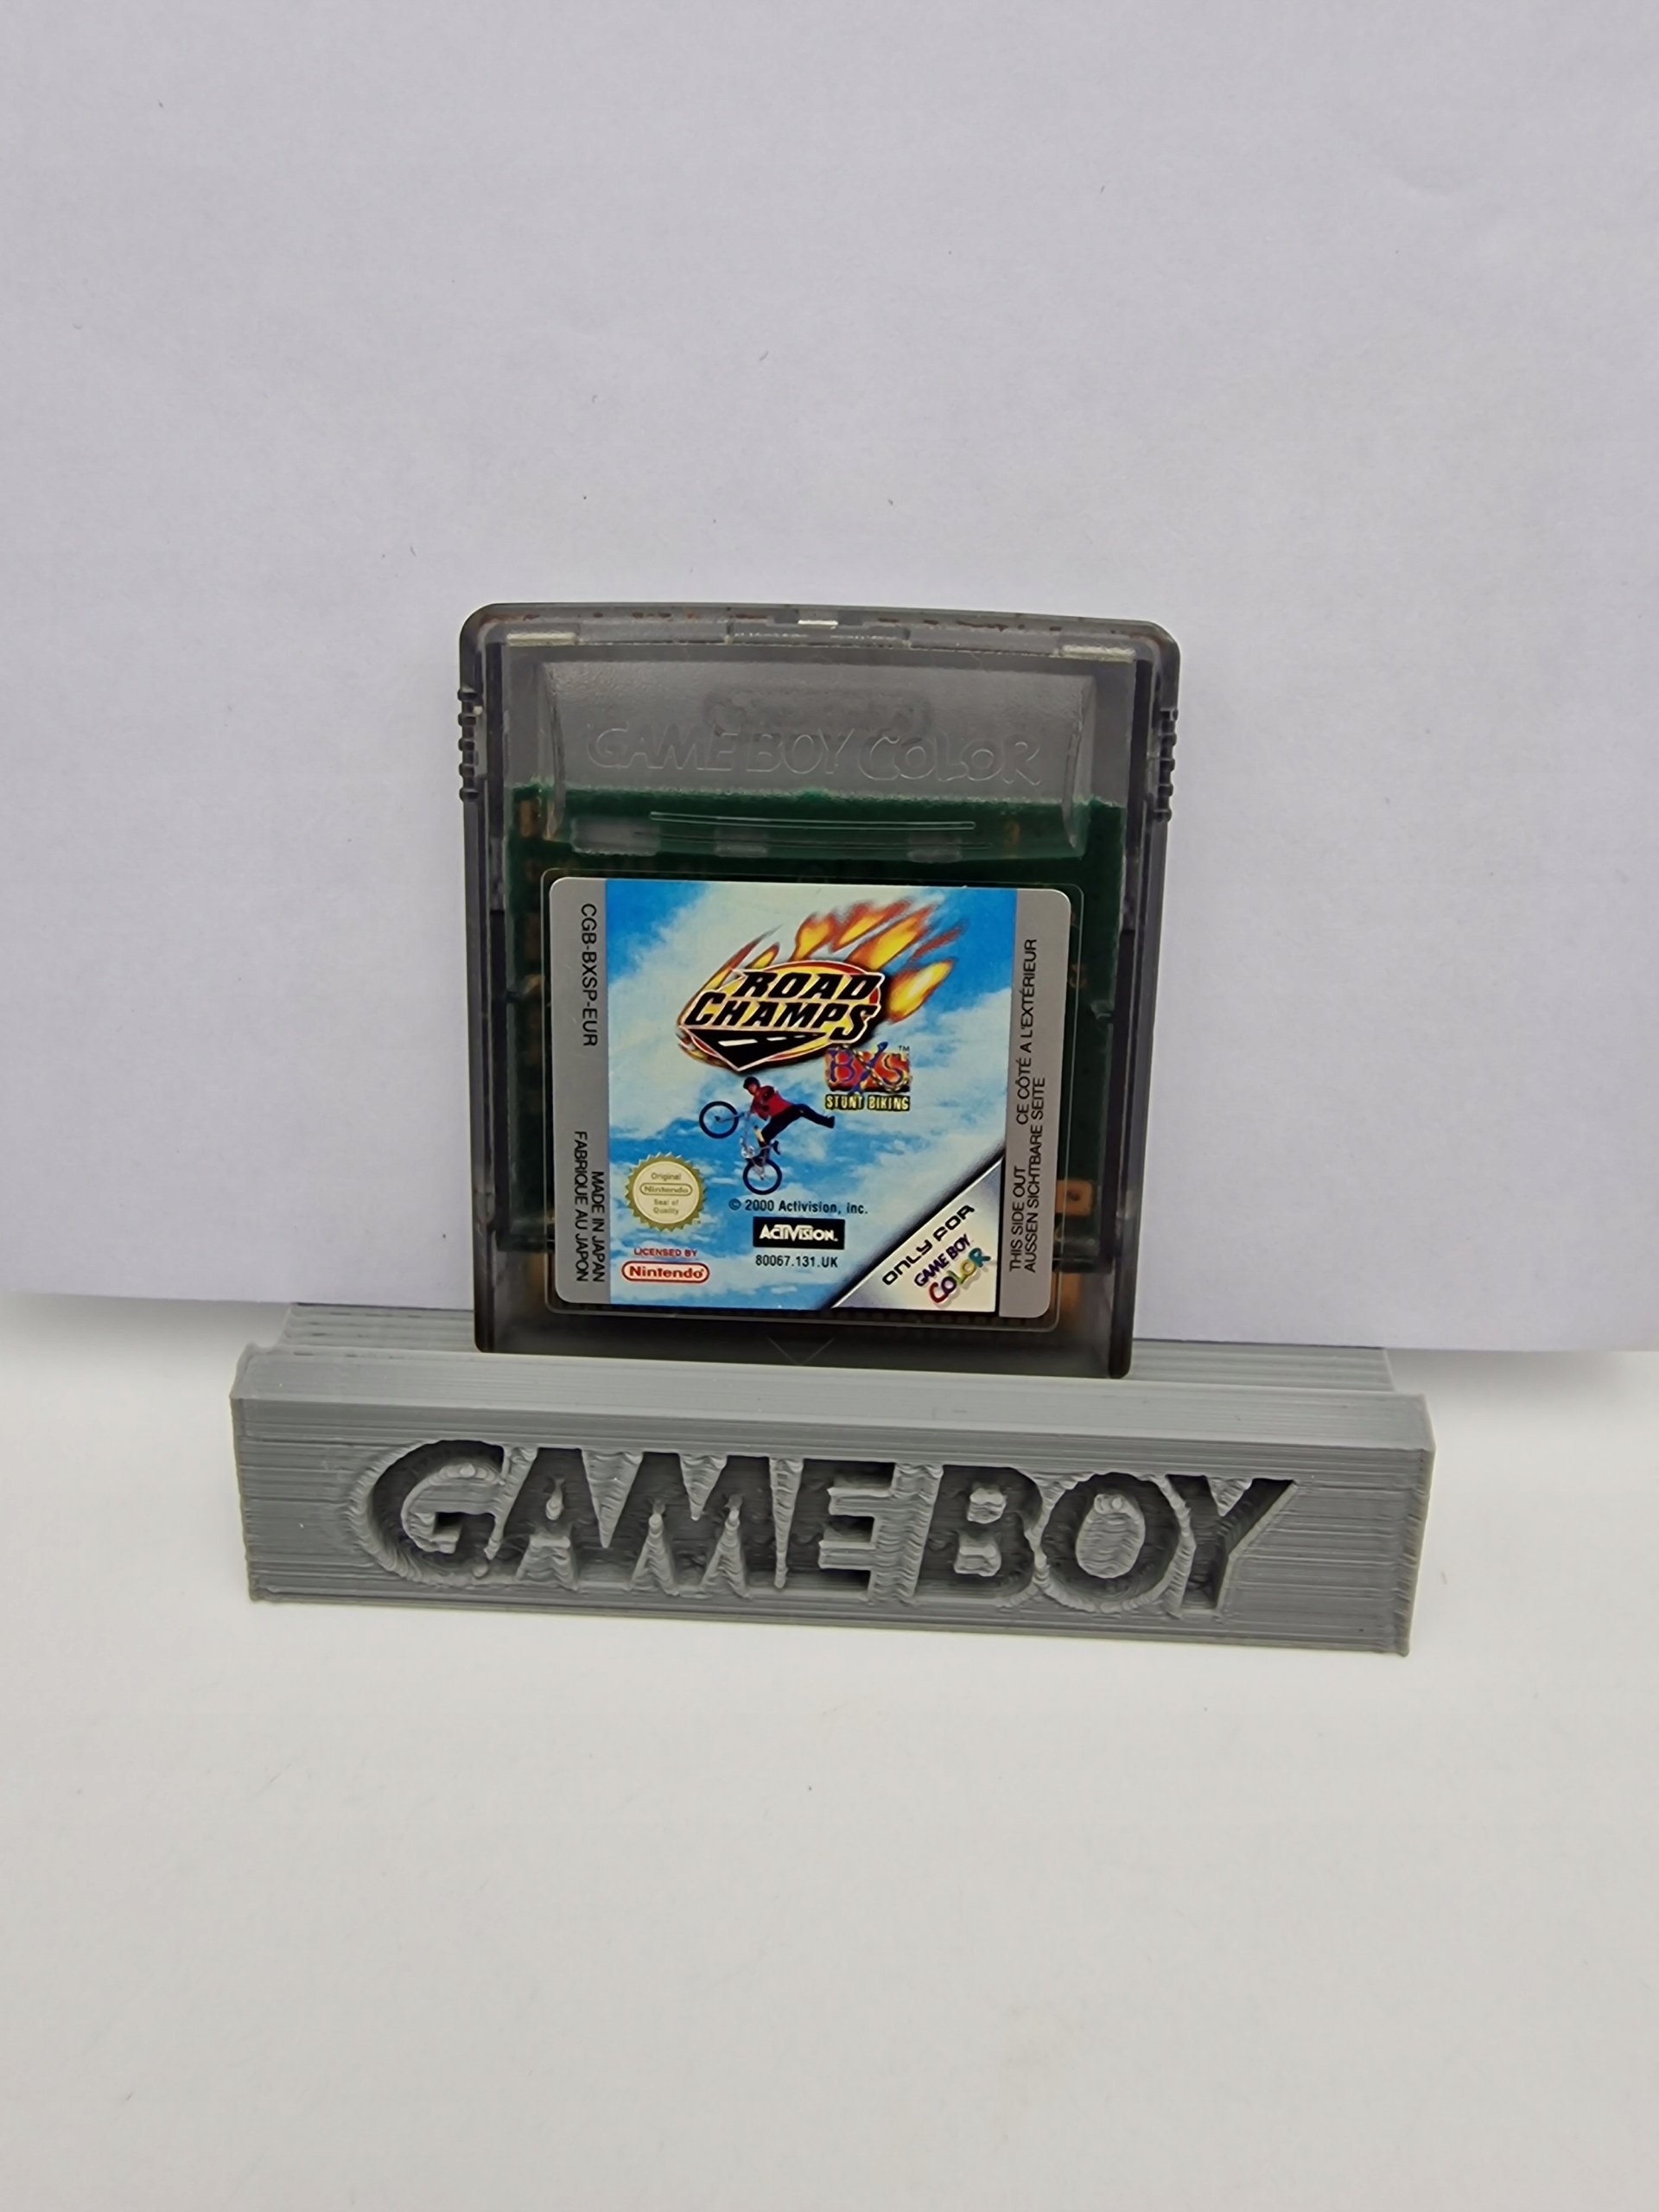 GAME BOY COLOR
CGB-BXSP-EUR
MADE IN JAPAN
FABRIQUE AU JAPON
ROAD
CHAMPS
BXS™
STUNT BIKING
Original
Nintendo
Seal of
Quality
© 2000 Activision, Inc.
ACTIVISION.
80067.131.UK
LICENSED BY
Nintendo®
ONLY FOR
GAME BOY
COLOR
THIS SIDE OUT CE CÔTÉ A L'EXTÉRIEUR
AUSSEN SICHTBARE SEITE
GAME BOY